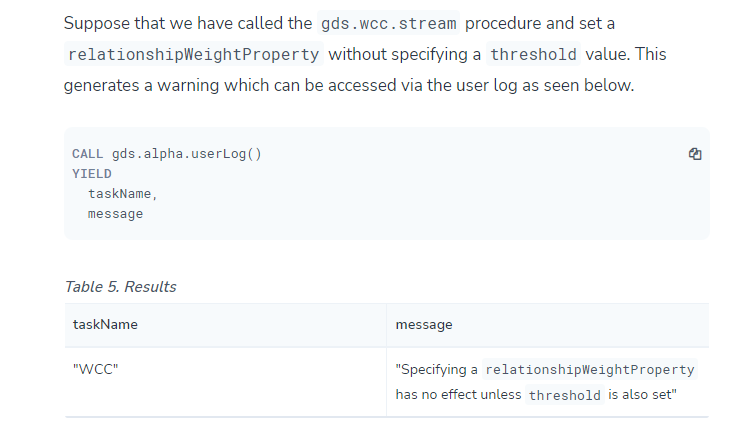 Suppose that we have called the gds.wcc.stream procedure and set a
relationshipWeightProperty without specifying a threshold value. This
generates a warning which can be accessed via the user log as seen below.
CALL gds.alpha.userLog()
YIELD
taskName,
message
Table 5. Results
taskName message
"WCC" "Specifying a relationshipWeightProperty
has no effect unless threshold is also set"